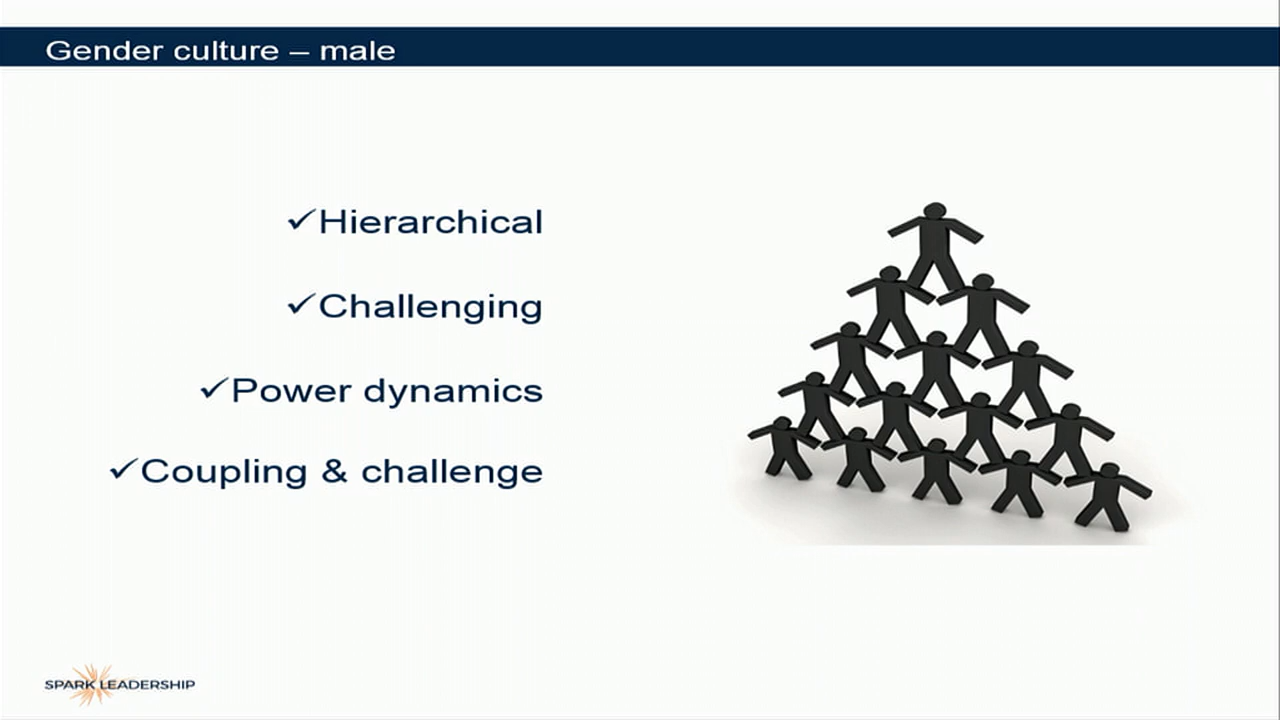 Gender culture – male
✓Hierarchical
✓Challenging
✓Power dynamics
✓Coupling & challenge
SPARK LEADERSHIP